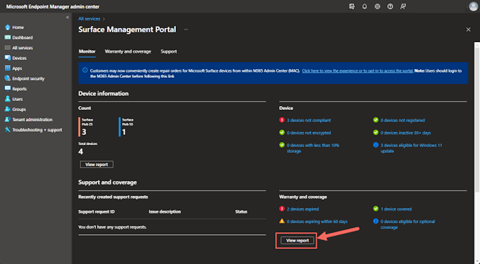 Microsoft Endpoint Manager admin center
Home
Dashboard
All services
Devices
Apps
Endpoint security
Reports
Users
Groups
Tenant administration
Troubleshooting + support
All services >
Surface Management Portal ...
Monitor
Warranty and coverage
Support
Customers may now conveniently create repair orders for Microsoft Surface devices from within M365 Admin Center (MAC). Click here to view the experience or to opt in to access the portal. Note: Users should login to
the M365 Admin Center before following this link
Device information
Count
Surface
Hub 2S
3
Surface
Hub 3S
1
Total devices
4
View report
Device
3 devices not compliant
0 devices not registered
0 devices not encrypted
0 devices inactive 30+ days
0 devices with less than 10%
storage
3 devices eligible for Windows 11
update
Support and coverage
Recently created support requests
Support request ID
Issue description
Status
You don't have any support requests.
Warranty and coverage
2 devices expired
1 device covered
0 devices expiring within 60 days
0 devices eligible for optional
coverage
View report